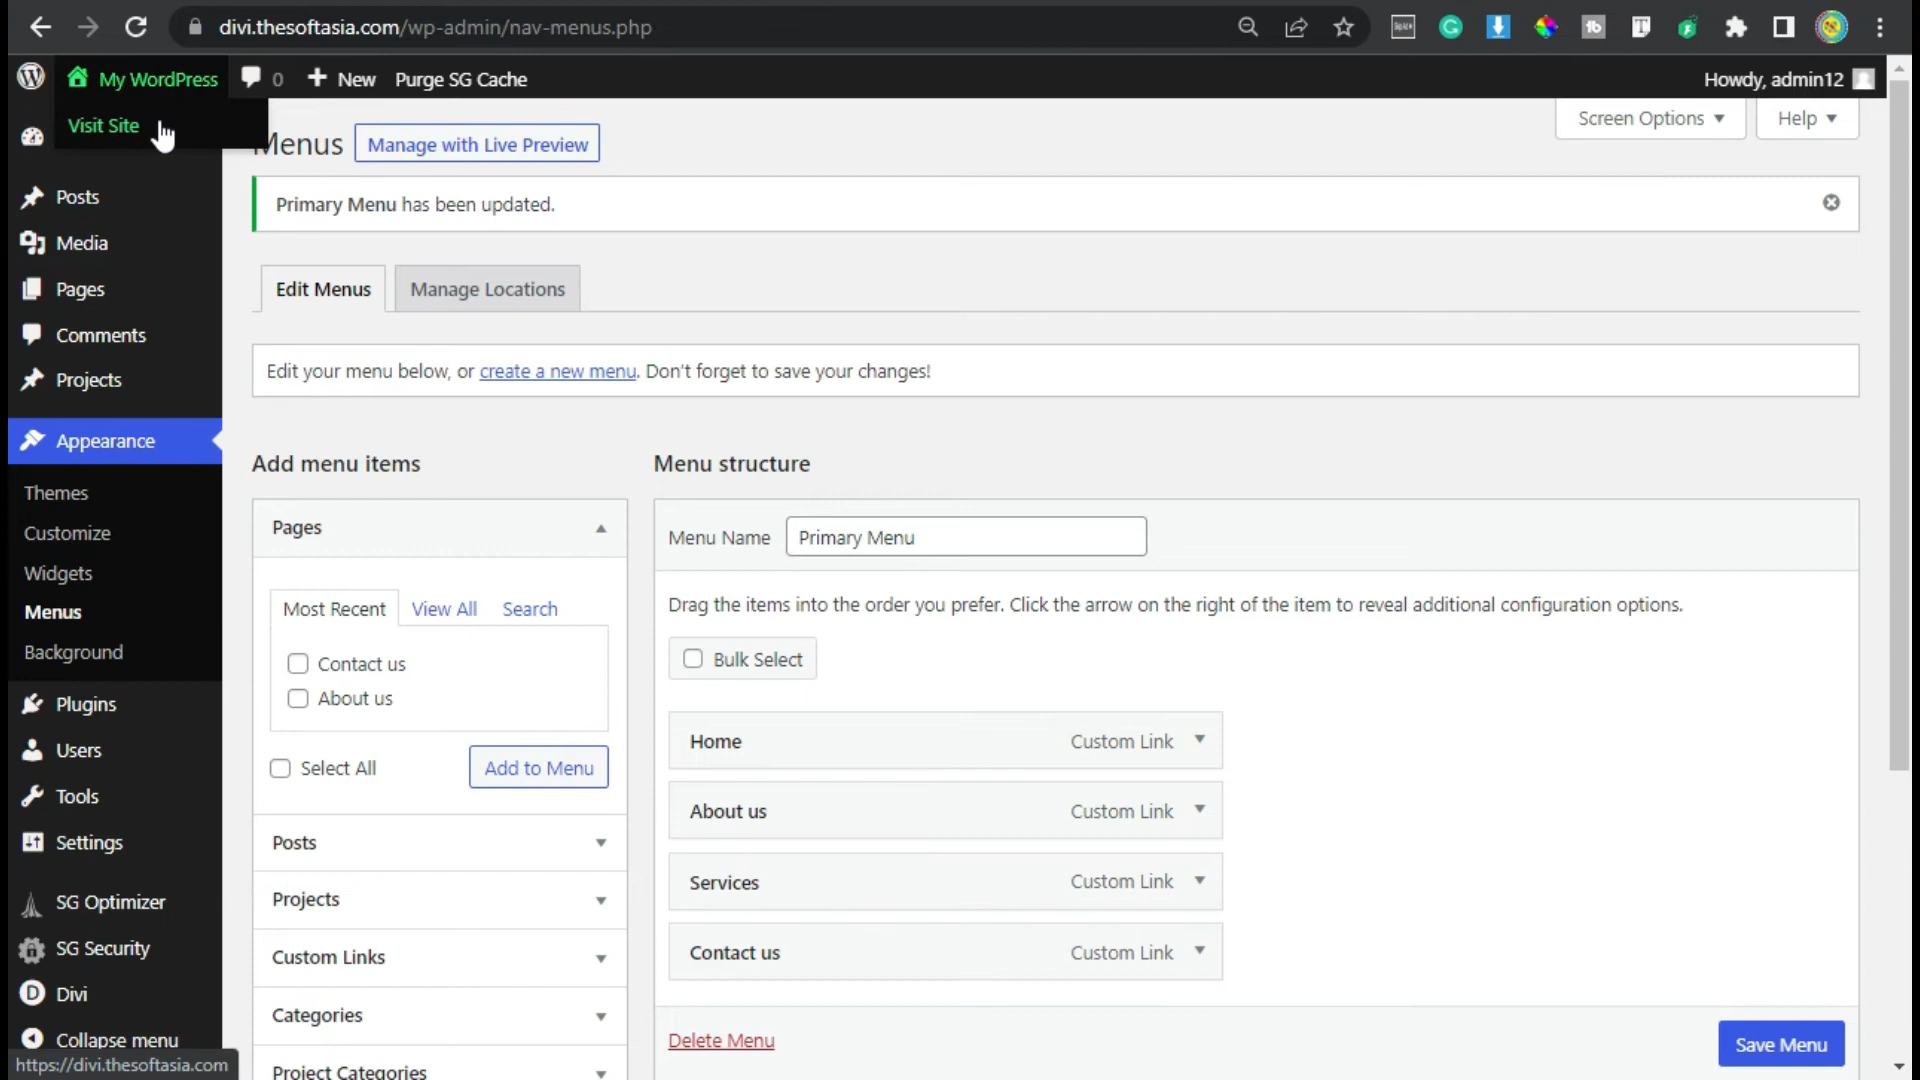 divi.thesoftasia.com/wp-admin/nav-menus.php
My WordPress
0
New
Purge SG Cache
Howdy, admin12
Visit Site
Menus
Manage with Live Preview
Screen Options
Help
Primary Menu has been updated.
Posts
Media
Pages
Comments
Projects
Appearance
Themes
Customize
Widgets
Menus
Background
Plugins
Users
Tools
Settings
SG Optimizer
SG Security
Divi
Collapse menu
https://divi.thesoftasia.com
Edit Menus
Manage Locations
Edit your menu below, or create a new menu. Don't forget to save your changes!
Add menu items
Pages
Most Recent
View All
Search
Contact us
About us
Select All
Add to Menu
Posts
Projects
Custom Links
Categories
Project Categories
Menu structure
Menu Name
Primary Menu
Drag the items into the order you prefer. Click the arrow on the right of the item to reveal additional configuration options.
Bulk Select
Home
Custom Link
About us
Custom Link
Services
Custom Link
Contact us
Custom Link
Delete Menu
Save Menu